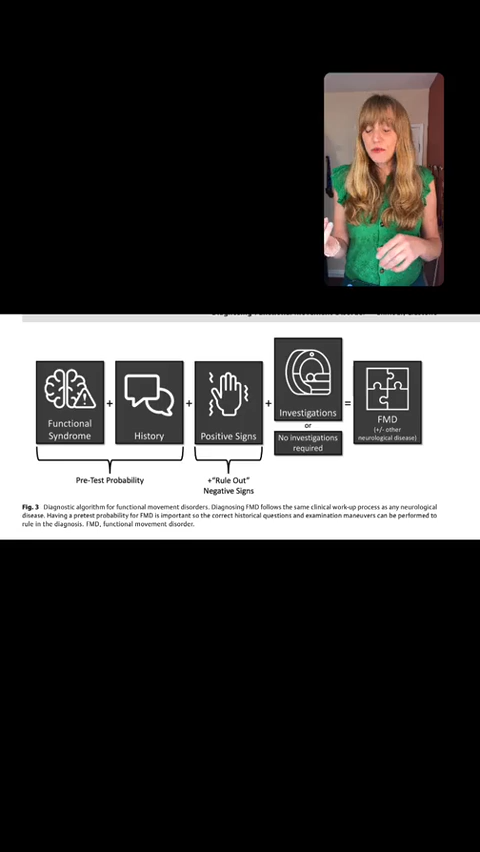 Functional
Syndrome
+
History
+
Positive Signs
+
Investigations
or
No investigations
required
=
FMD
(+/- other
neurological disease)
Pre-Test Probability
+"Rule Out"
Negative Signs
Fig. 3 Diagnostic algorithm for functional movement disorders. Diagnosing FMD follows the same clinical work-up process as any neurological
disease. Having a pretest probability for FMD is important so the correct historical questions and examination maneuvers can be performed to
rule in the diagnosis. FMD, functional movement disorder.